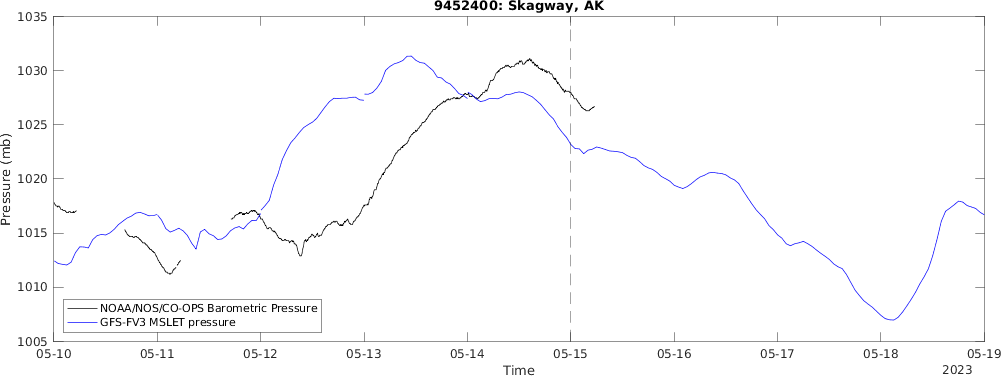 9452400: Skagway, AK
Pressure (mb)
1035
1030
1025
1020
1015
1010
1005
NOAA/NOS/CO-OPS Barometric Pressure
GFS-FV3 MSLET pressure
05-10 05-11 05-12 05-13 05-14 05-15 05-16 05-17 05-18 05-19
Time
2023